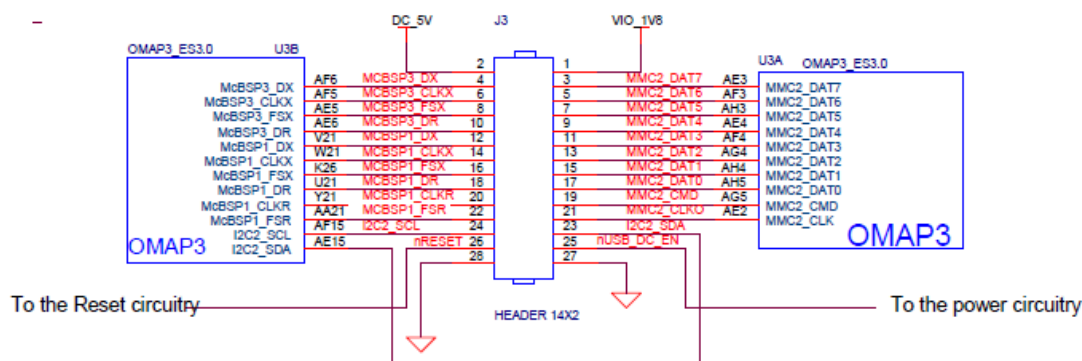 DC_5V J3 VIO_1V8
OMAP3_ES3.0 U3B
U3A OMAP3_ES3.0
2 1
McBSP3_DX AF6 MCBSP3_DX 4 3 MMC2_DAT7 AE3 MMC2_DAT7
McBSP3_CLKX AF5 MCBSP3_CLKX 6 5 MMC2_DAT6 AF3 MMC2_DAT6
McBSP3_FSX AE5 MCBSP3_FSX 8 7 MMC2_DAT5 AH3 MMC2_DAT5
McBSP3_DR AE6 MCBSP3_DR 10 9 MMC2_DAT4 AE4 MMC2_DAT4
McBSP1_DX V21 MCBSP1_DX 12 11 MMC2_DAT3 AF4 MMC2_DAT3
McBSP1_CLKX W21 MCBSP1_CLKX 14 13 MMC2_DAT2 AG4 MMC2_DAT2
McBSP1_FSX K26 MCBSP1_FSX 16 15 MMC2_DAT1 AH4 MMC2_DAT1
McBSP1_DR U21 MCBSP1_DR 18 17 MMC2_DAT0 AH5 MMC2_DAT0
McBSP1_CLKR Y21 MCBSP1_CLKR 20 19 MMC2_CMD AG5 MMC2_CMD
McBSP1_FSR AA21 MCBSP1_FSR 22 21 MMC2_CLKO AE2 MMC2_CLK
I2C2_SCL AF15 I2C2_SCL 24 23 I2C2_SDA
I2C2_SDA AE15 nRESET 26 25 nUSB_DC_EN
28 27
OMAP3 OMAP3
To the Reset circuitry To the power circuitry
HEADER 14X2